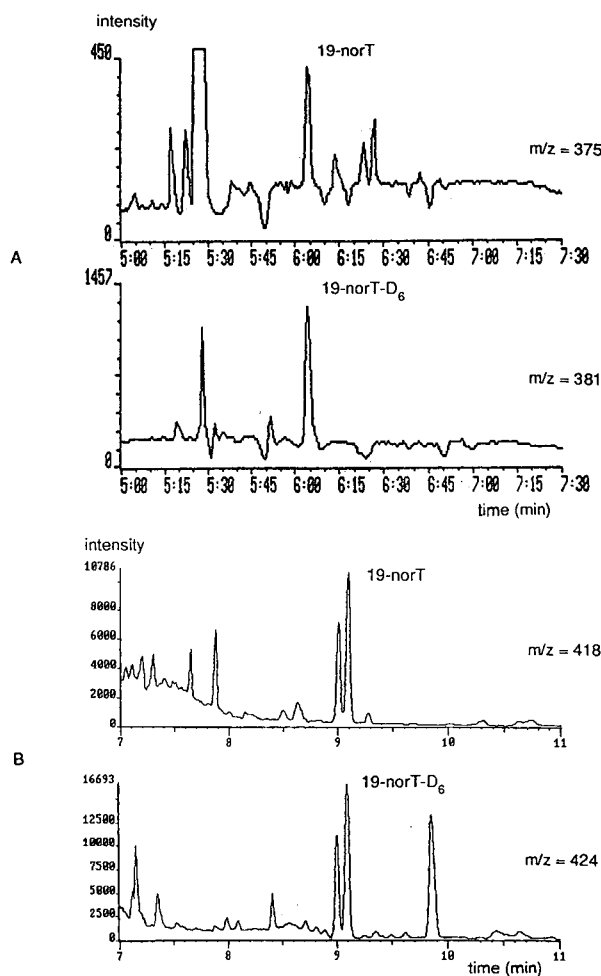 intensity
450
19-norT
m/z = 375
0
5:00 5:15 5:30 5:45 6:00 6:15 6:30 6:45 7:00 7:15 7:30
A
1457
19-norT-D6
m/z = 381
0
5:00 5:15 5:30 5:45 6:00 6:15 6:30 6:45 7:00 7:15 7:30
time (min)
intensity
10786
19-norT
8000
m/z = 418
6000
4000
2000
0
7 8 9 10 11
B
16693
19-norT-D6
12500
10000
m/z = 424
7500
5000
2500
0
7 8 9 10 11
time (min)